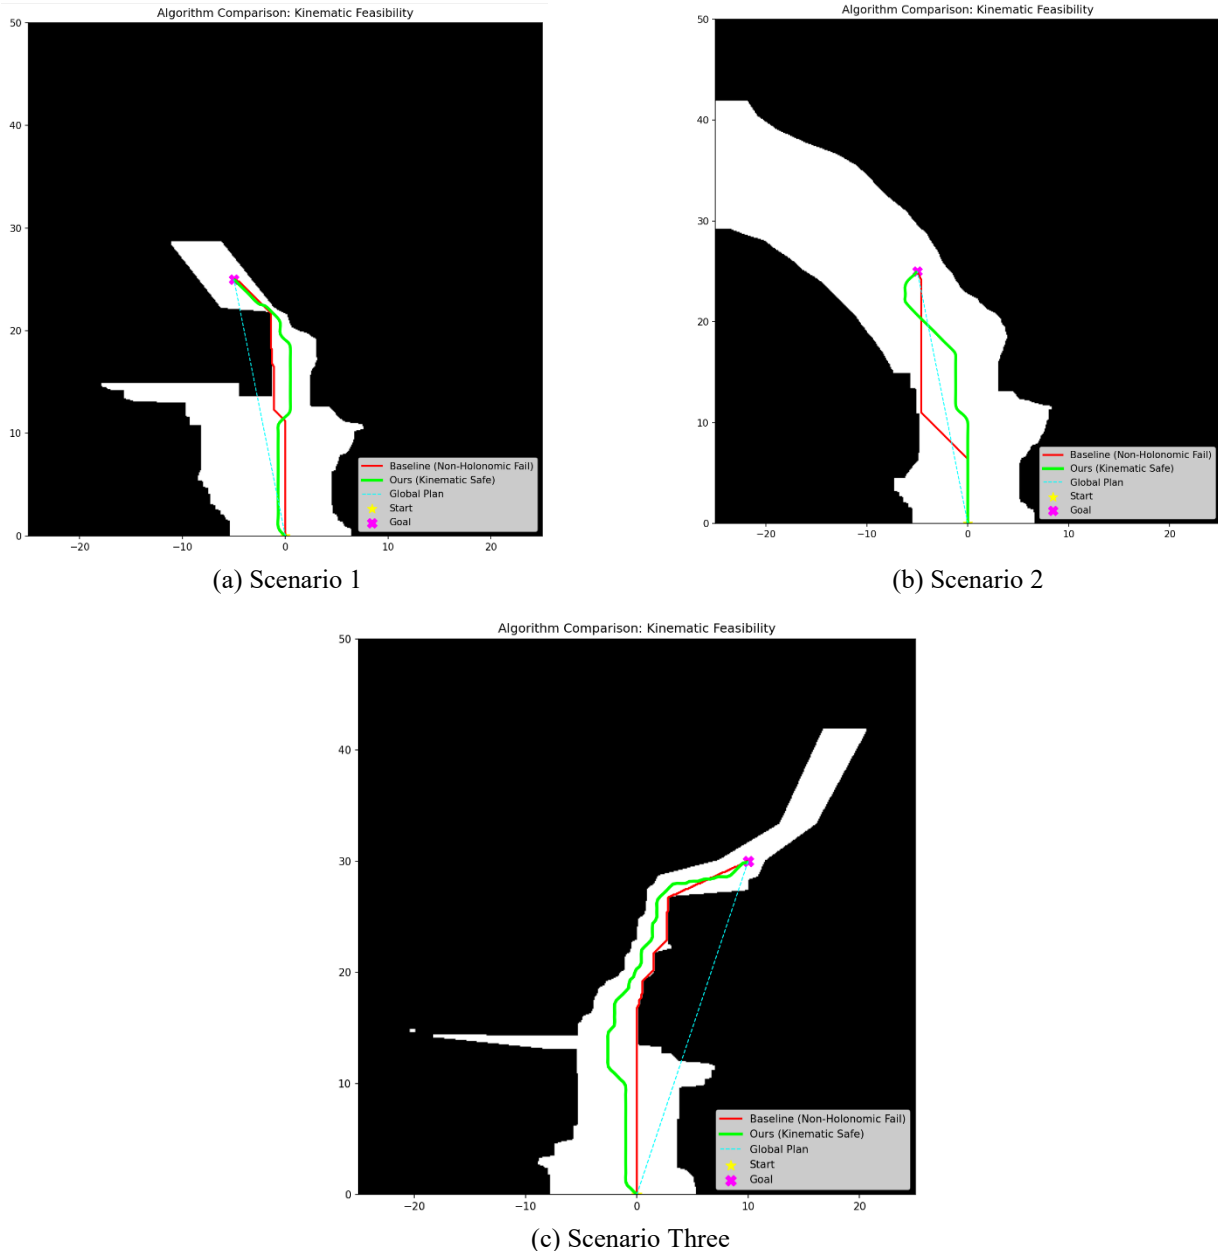 Algorithm Comparison: Kinematic Feasibility
50
40
30
20
10
0
−20
−10
0
10
20
Baseline (Non-Holonomic Fail)
Ours (Kinematic Safe)
Global Plan
Start
Goal
(a) Scenario 1
Algorithm Comparison: Kinematic Feasibility
50
40
30
20
10
0
−20
−10
0
10
20
Baseline (Non-Holonomic Fail)
Ours (Kinematic Safe)
Global Plan
Start
Goal
(b) Scenario 2
Algorithm Comparison: Kinematic Feasibility
50
40
30
20
10
0
−20
−10
0
10
20
Baseline (Non-Holonomic Fail)
Ours (Kinematic Safe)
Global Plan
Start
Goal
(c) Scenario Three